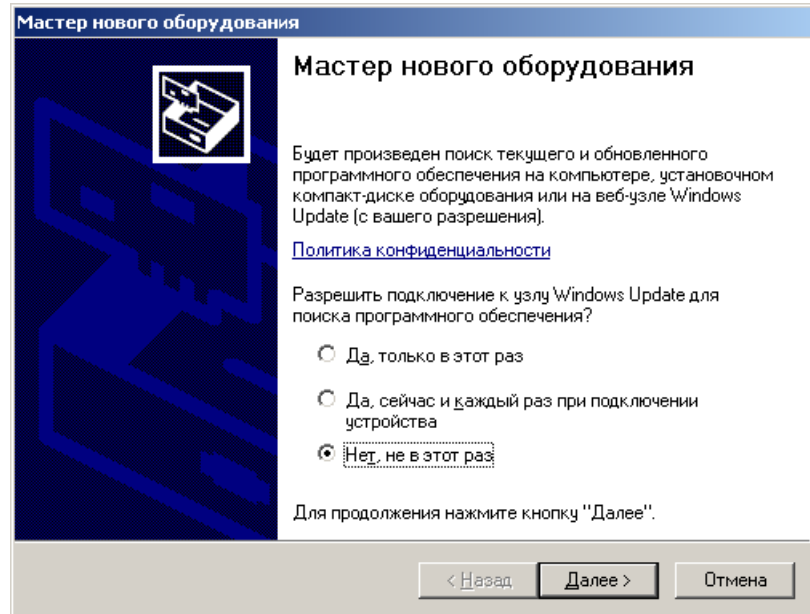 Мастер нового оборудования
Мастер нового оборудования
Будет произведен поиск текущего и обновленного
программного обеспечения на компьютере, установочном
компакт-диске оборудования или на веб-узле Windows
Update (с вашего разрешения).
Политика конфиденциальности
Разрешить подключение к узлу Windows Update для
поиска программного обеспечения?
Да, только в этот раз
Да, сейчас и каждый раз при подключении
устройства
Нет, не в этот раз
Для продолжения нажмите кнопку "Далее".
< Назад Далее > Отмена